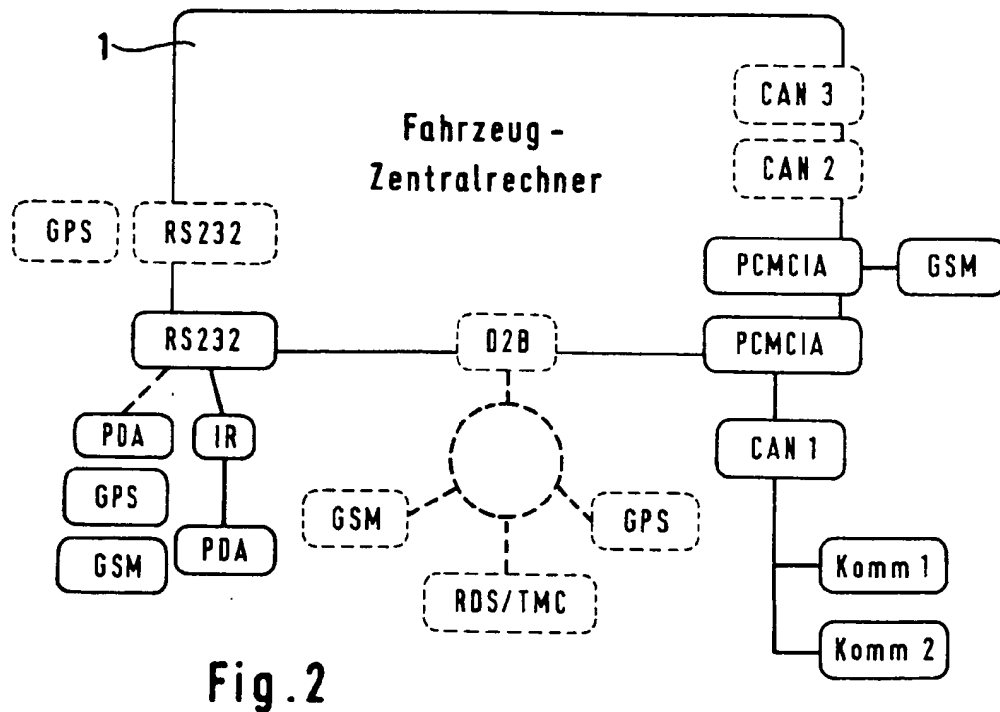 1
Fahrzeug-
Zentralrechner
CAN 3
CAN 2
GPS
RS232
PCMCIA
GSM
RS232
D2B
PCMCIA
PDA
IR
CAN 1
GPS
GSM
GPS
GSM
PDA
RDS/TMC
Komm 1
Komm 2
Fig.2